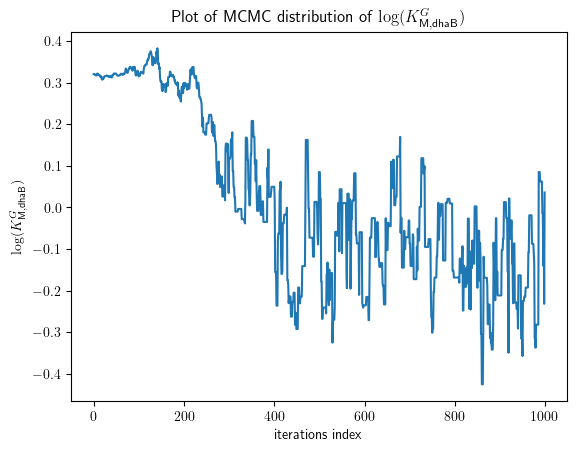 Plot of MCMC distribution of log(K^G_{M,dhaB})
log(K^G_{M,dhaB})
0.4
0.3
0.2
0.1
0.0
−0.1
−0.2
−0.3
−0.4
0 200 400 600 800 1000
iterations index